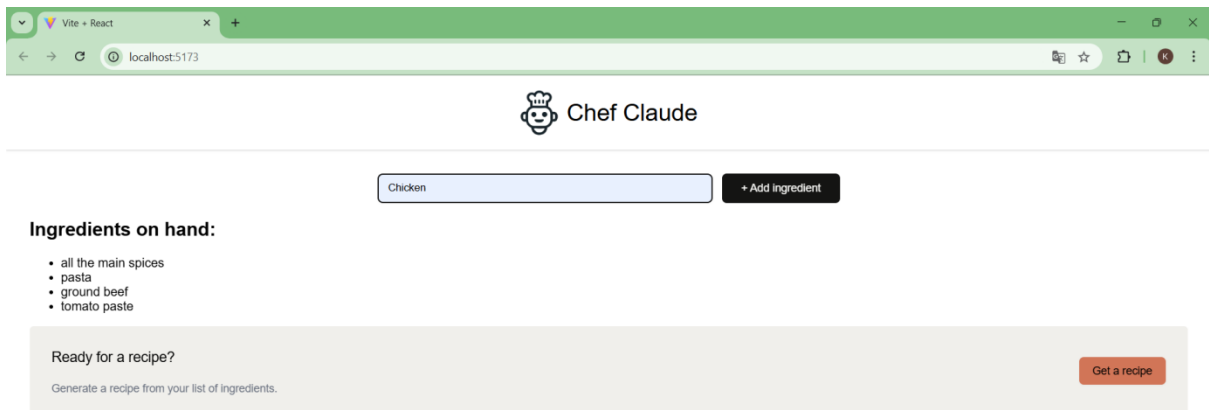 Vite + React
localhost:5173
K
Chef Claude
Chicken
+ Add ingredient
Ingredients on hand:
• all the main spices
• pasta
• ground beef
• tomato paste
Ready for a recipe?
Generate a recipe from your list of ingredients.
Get a recipe